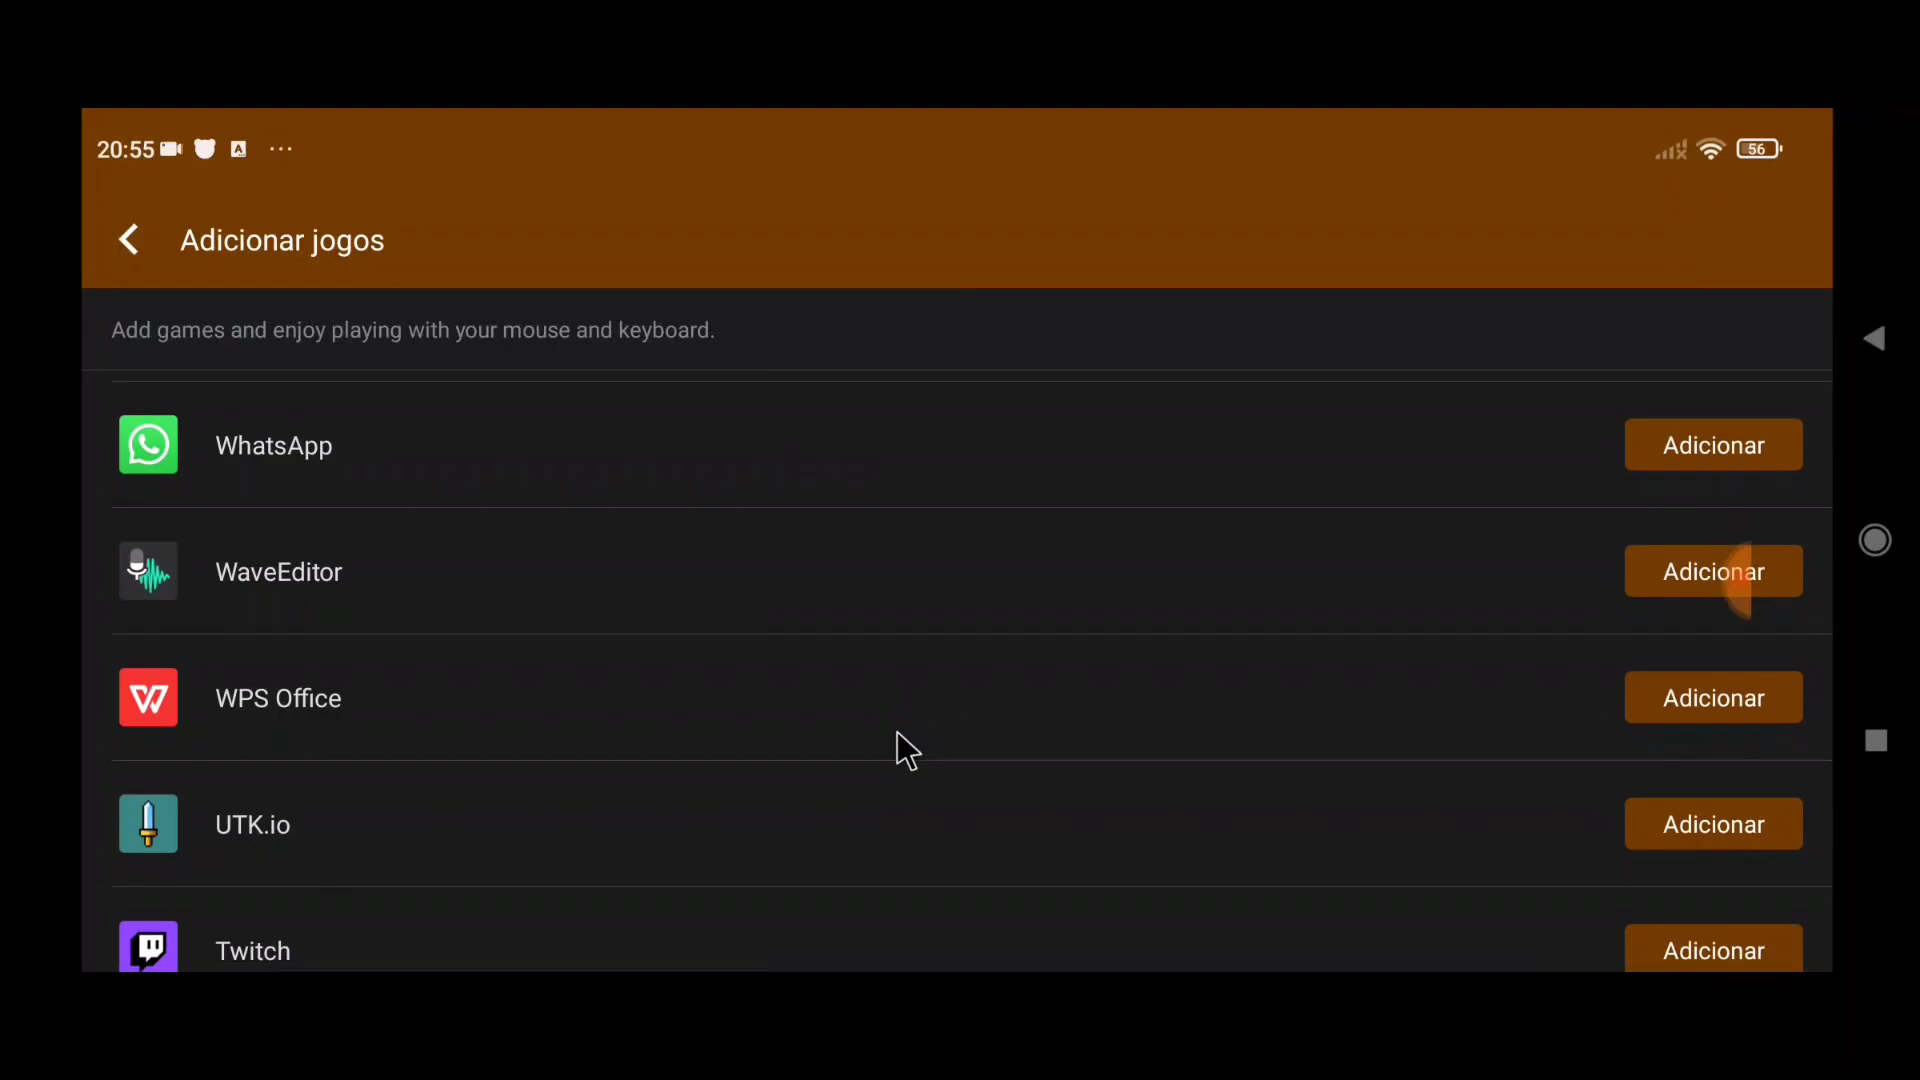 20:55 A ... 56
Adicionar jogos
Add games and enjoy playing with your mouse and keyboard.
WhatsApp Adicionar
WaveEditor Adicionar
WPS Office Adicionar
UTK.io Adicionar
Twitch Adicionar